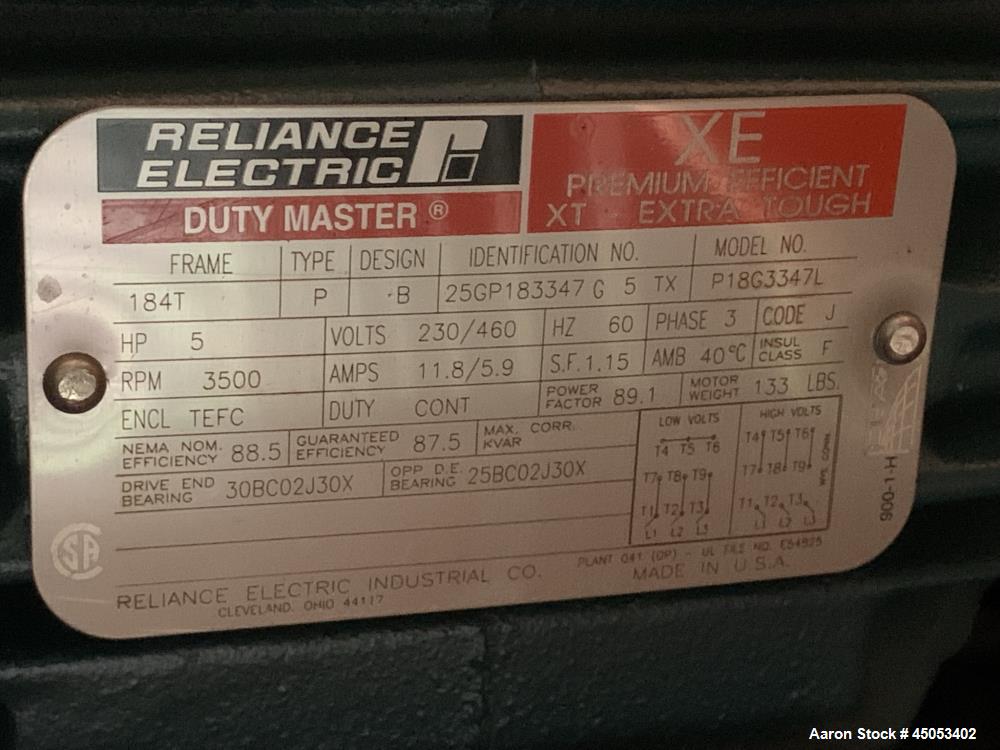 RELIANCE
ELECTRIC
DUTY MASTER ®
XE
PREMIUM EFFICIENT
XT EXTRA TOUGH
FRAME TYPE DESIGN IDENTIFICATION NO. MODEL NO.
184T P B 25GP183347 G 5 TX P18G3347L
HP 5 VOLTS 230/460 HZ 60 PHASE 3 CODE J
RPM 3500 AMPS 11.8/5.9 S.F. 1.15 AMB 40°C INSUL CLASS F
ENCL TEFC DUTY CONT POWER FACTOR 89.1 MOTOR WEIGHT 133 LBS.
NEMA NOM. EFFICIENCY 88.5 GUARANTEED EFFICIENCY 87.5 MAX. CORR. KVAR
DRIVE END BEARING 30BC02J30X OPP D.E. BEARING 25BC02J30X
LOW VOLTS HIGH VOLTS
T4 T5 T6 T4 T5 T6
T7 T8 T9 T7 T8 T9
T1 T2 T3 T1 T2 T3
L1 L2 L3 L1 L2 L3
900-1-H
PLANT 041 (DP) - UL FILE NO. E54825
RELIANCE ELECTRIC INDUSTRIAL CO. MADE IN U.S.A.
CLEVELAND, OHIO 44117
Aaron Stock # 45053402